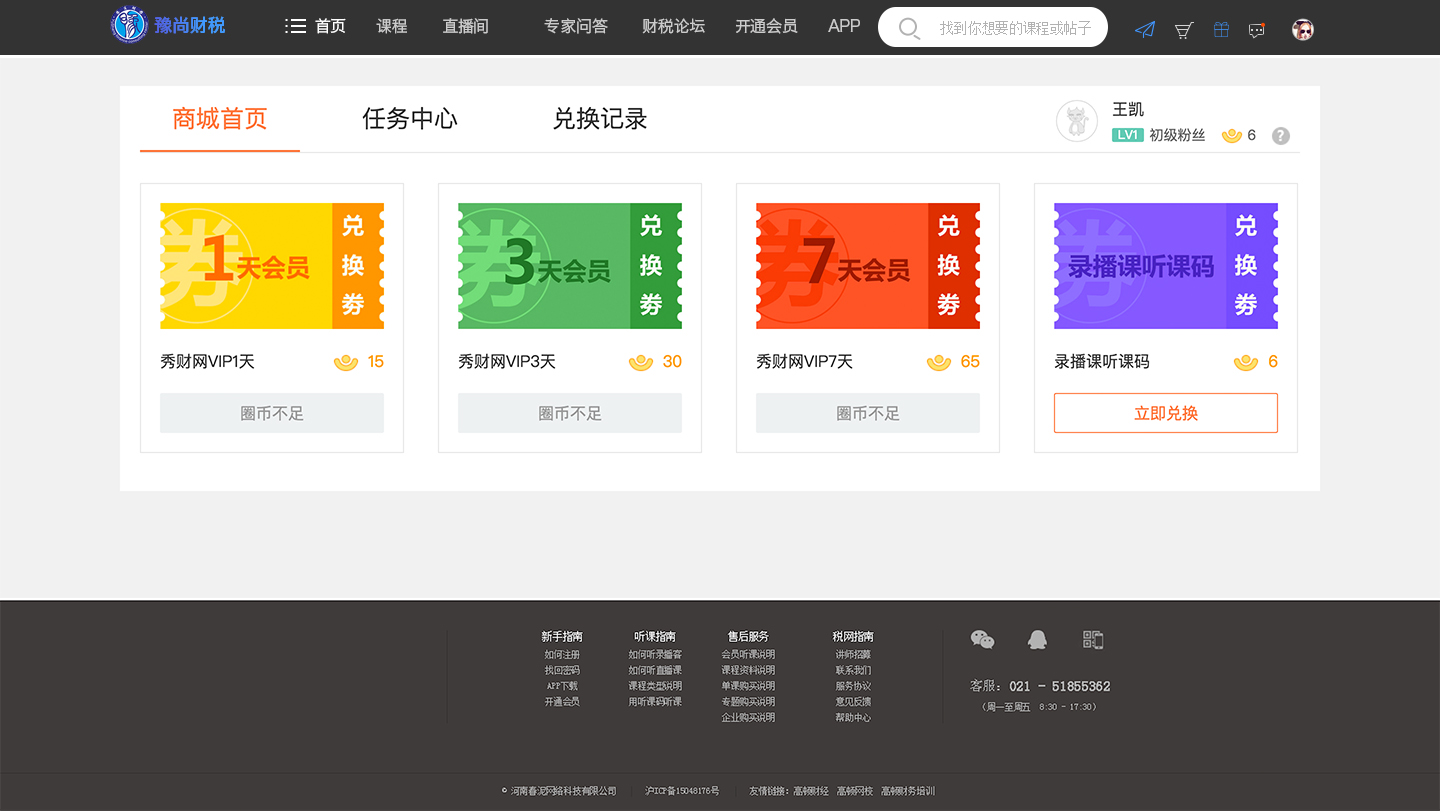 豫尚财税 首页 课程 直播间 专家问答 财税论坛 开通会员 APP 找到你想要的课程或帖子
商城首页 任务中心 兑换记录
王凯
LV1 初级粉丝 6 ?
券 1天会员 兑换券
券 3天会员 兑换券
券 7天会员 兑换券
券 录播课听课码 兑换券
秀财网VIP1天 15
秀财网VIP3天 30
秀财网VIP7天 65
录播课听课码 6
圈币不足
圈币不足
圈币不足
立即兑换
新手指南
如何注册
找回密码
APP下载
开通会员
听课指南
如何听录播客
如何听直播课
课程类型说明
用听课码听课
售后服务
会员听课说明
课程资料说明
单课购买说明
专题购买说明
企业购买说明
税网指南
讲师招募
联系我们
服务协议
意见反馈
帮助中心
客服：021 - 51855362
（周一至周五 8:30 - 17:30）
© 河南春泥网络科技有限公司 沪ICP备15048176号 友情链接：高顿财经 高顿网校 高顿财务培训